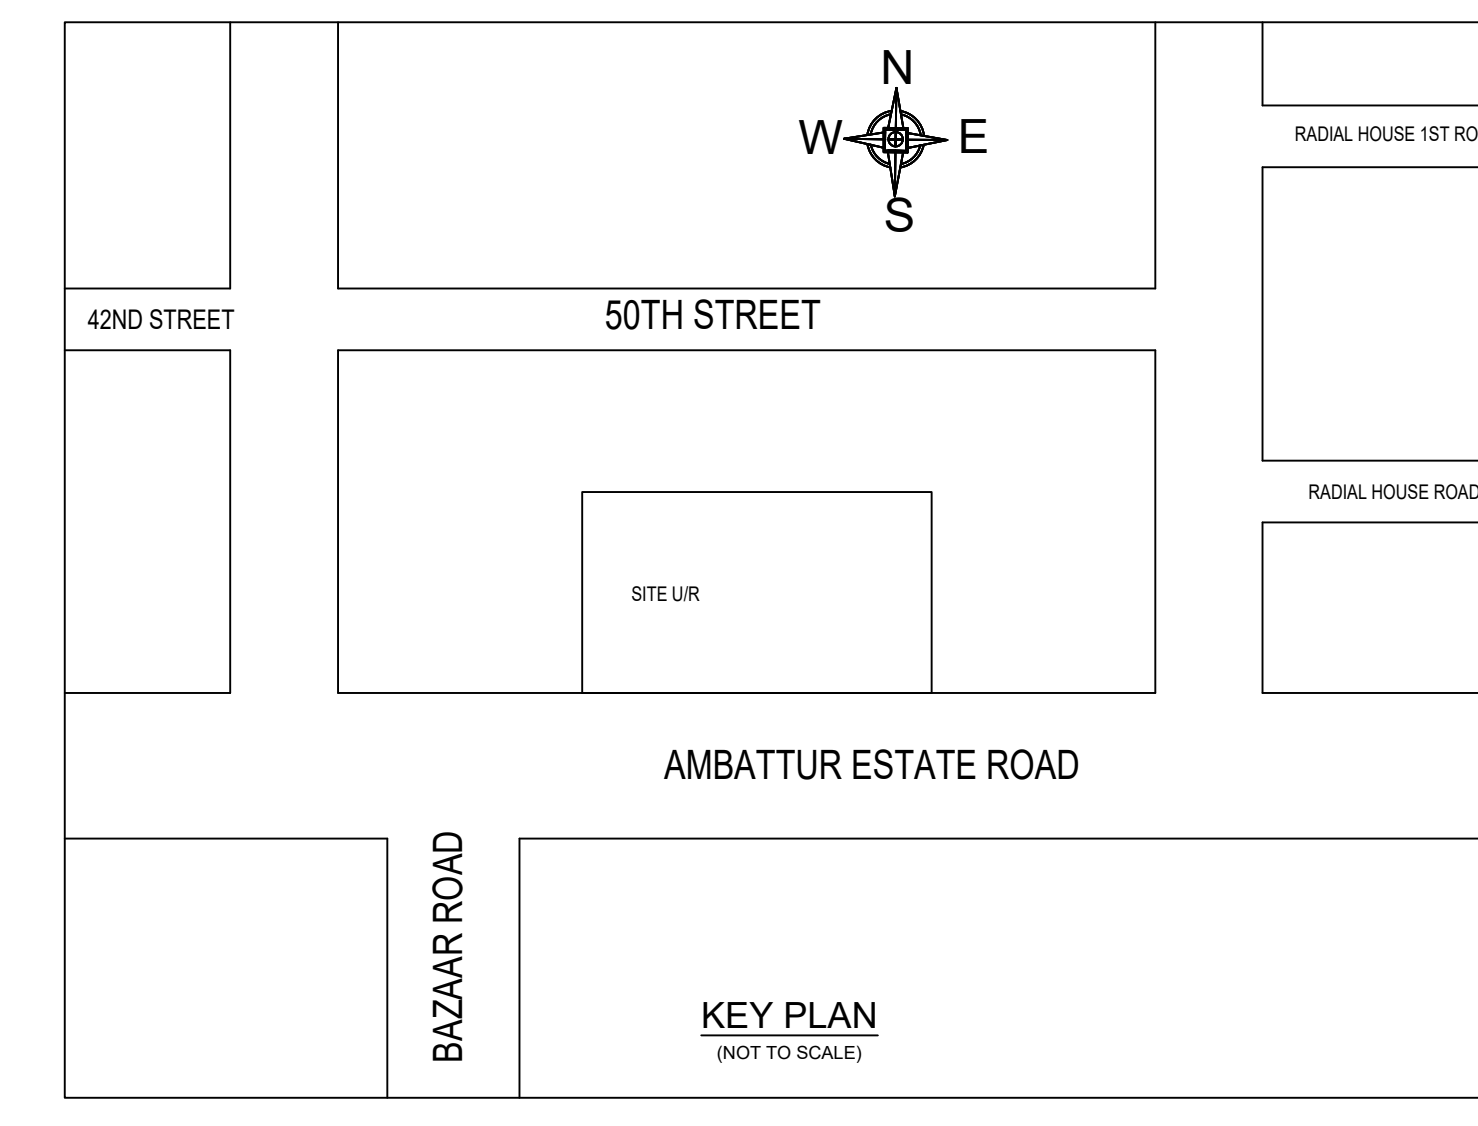 N
W E
S
RADIAL HOUSE 1ST RO
42ND STREET
50TH STREET
RADIAL HOUSE ROAD
SITE U/R
AMBATTUR ESTATE ROAD
BAZAAR ROAD
KEY PLAN
(NOT TO SCALE)